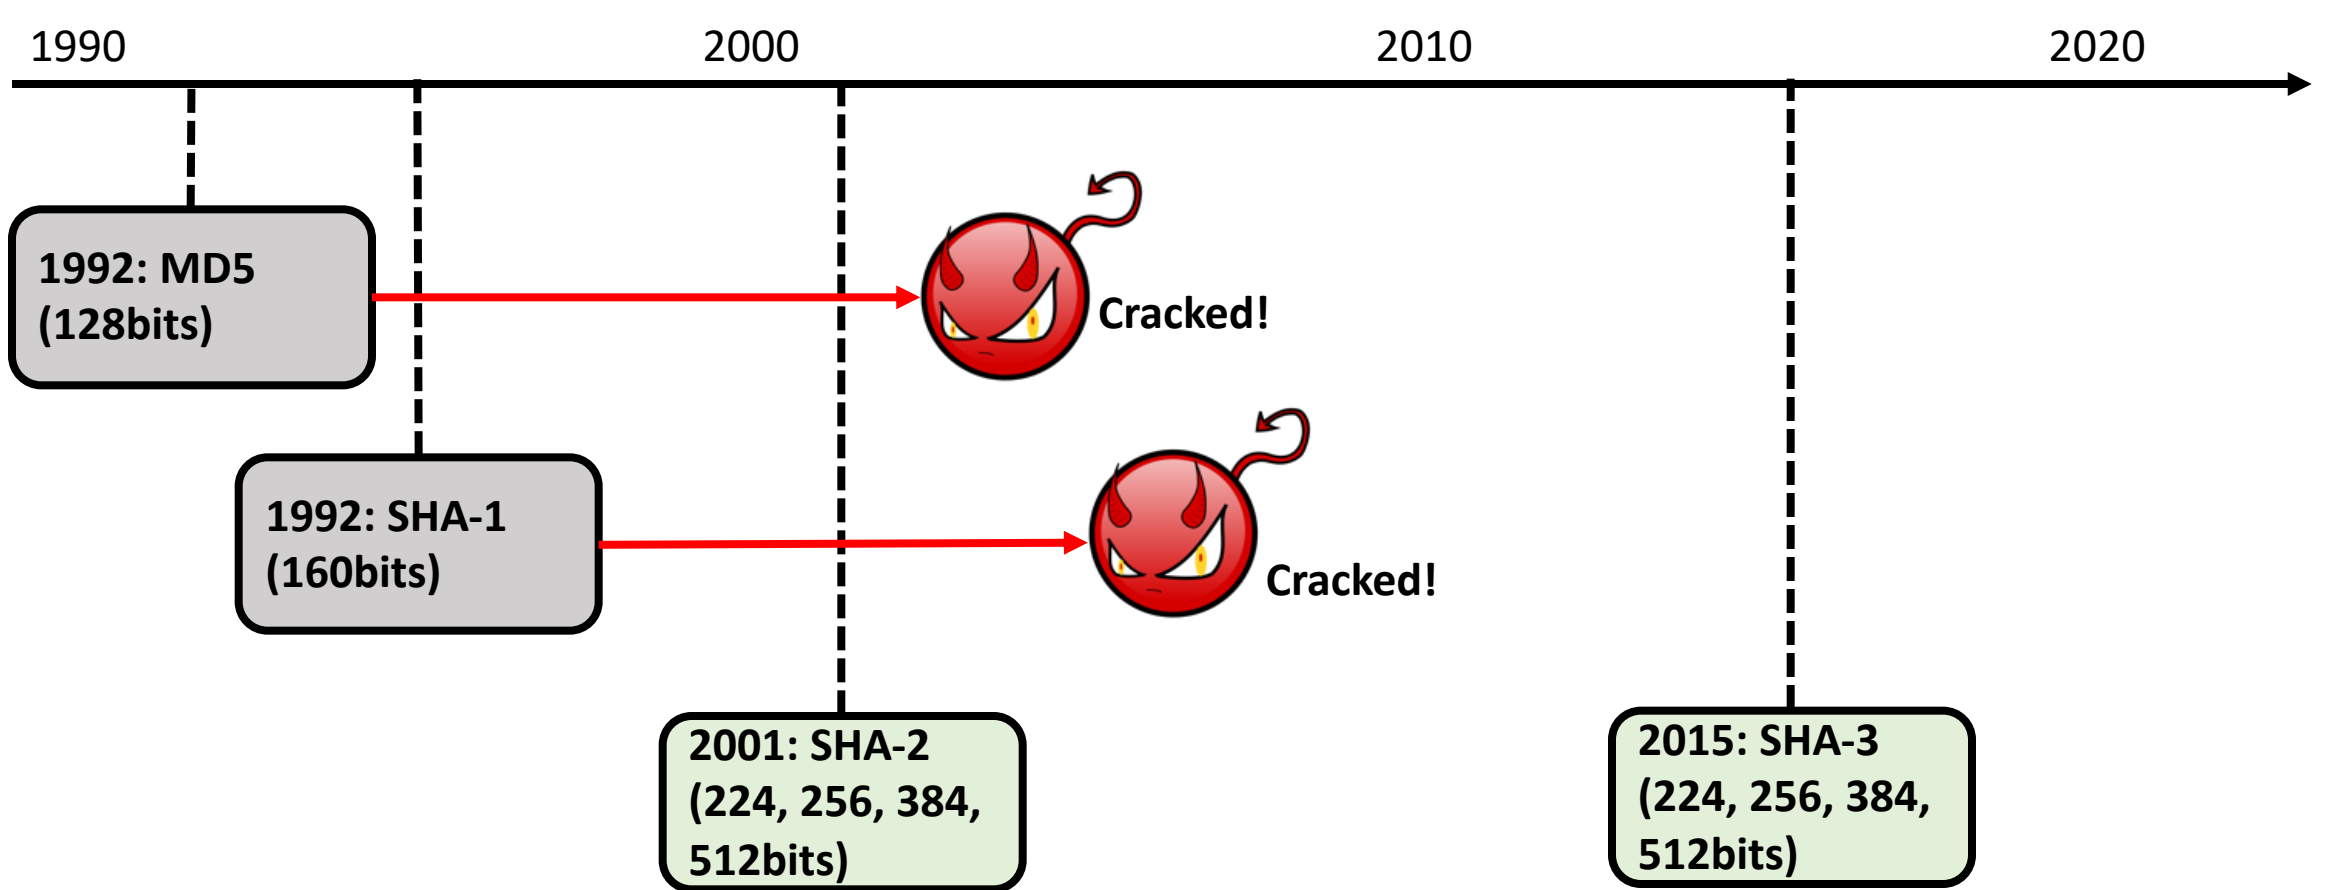 1990
2000
2010
2020
1992: MD5
(128bits)
Cracked!
1992: SHA-1
(160bits)
Cracked!
2001: SHA-2
(224, 256, 384,
512bits)
2015: SHA-3
(224, 256, 384,
512bits)